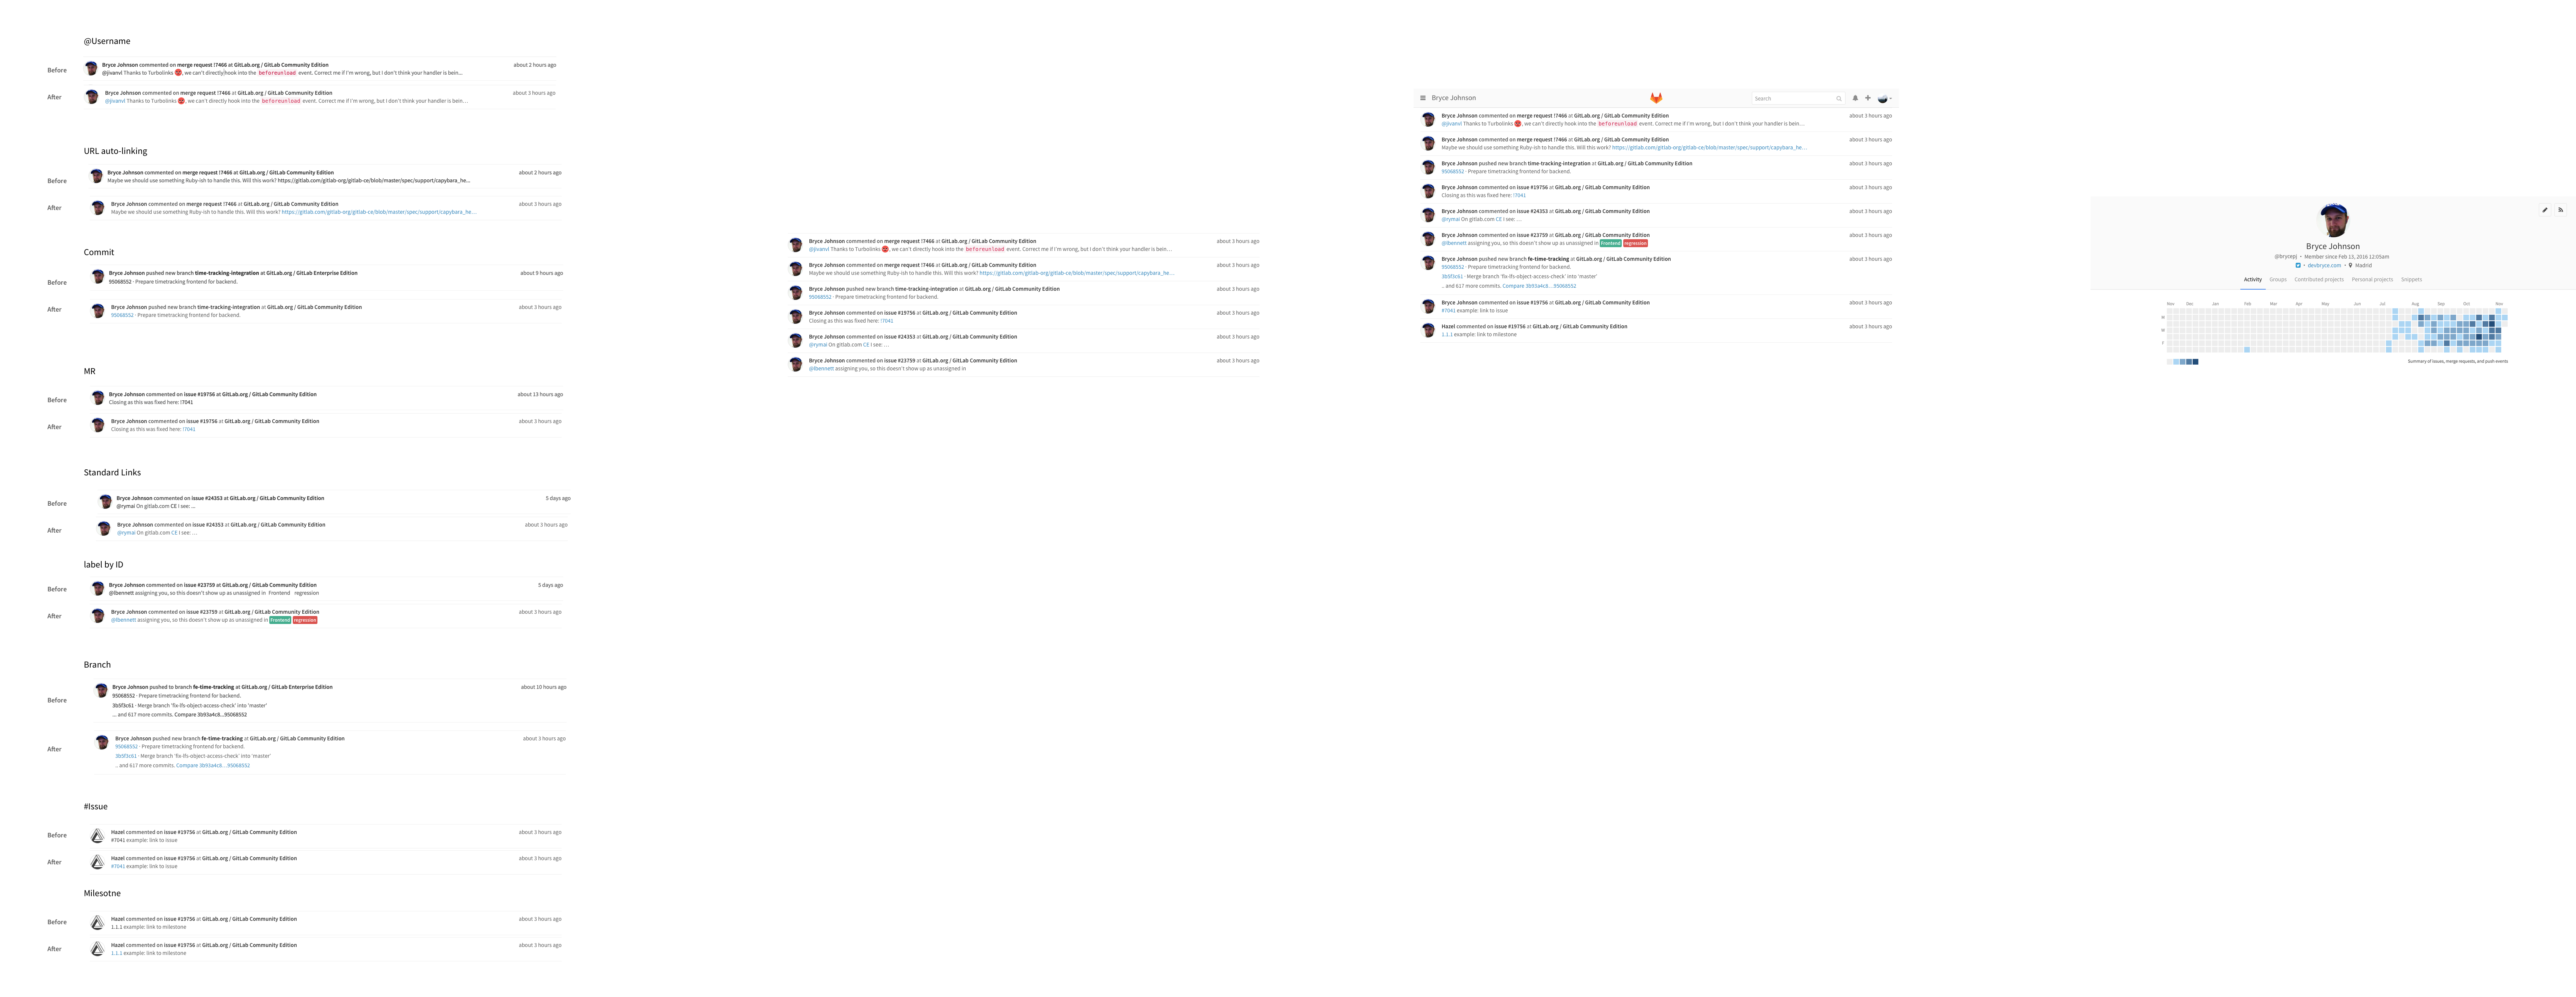 @Username
Before
Bryce Johnson commented on merge request !7466 at GitLab.org / GitLab Community Edition
about 2 hours ago
@jivanvl Thanks to Turbolinks 😡, we can't directly hook into the beforeunload event. Correct me if I'm wrong, but I don't think your handler is bein...
After
Bryce Johnson commented on merge request !7466 at GitLab.org / GitLab Community Edition
about 3 hours ago
@jivanvl Thanks to Turbolinks 😡, we can't directly hook into the beforeunload event. Correct me if I'm wrong, but I don't think your handler is bein…
URL auto-linking
Before
Bryce Johnson commented on merge request !7466 at GitLab.org / GitLab Community Edition
about 2 hours ago
Maybe we should use something Ruby-ish to handle this. Will this work? https://gitlab.com/gitlab-org/gitlab-ce/blob/master/spec/support/capybara_he...
After
Bryce Johnson commented on merge request !7466 at GitLab.org / GitLab Community Edition
about 3 hours ago
Maybe we should use something Ruby-ish to handle this. Will this work? https://gitlab.com/gitlab-org/gitlab-ce/blob/master/spec/support/capybara_he…
Commit
Before
Bryce Johnson pushed new branch time-tracking-integration at GitLab.org / GitLab Enterprise Edition
about 9 hours ago
95068552 · Prepare timetracking frontend for backend.
After
Bryce Johnson pushed new branch time-tracking-integration at GitLab.org / GitLab Community Edition
about 3 hours ago
95068552 · Prepare timetracking frontend for backend.
MR
Before
Bryce Johnson commented on issue #19756 at GitLab.org / GitLab Community Edition
about 13 hours ago
Closing as this was fixed here: !7041
After
Bryce Johnson commented on issue #19756 at GitLab.org / GitLab Community Edition
about 3 hours ago
Closing as this was fixed here: !7041
Standard Links
Before
Bryce Johnson commented on issue #24353 at GitLab.org / GitLab Community Edition
5 days ago
@rymai On gitlab.com CE I see: ...
After
Bryce Johnson commented on issue #24353 at GitLab.org / GitLab Community Edition
about 3 hours ago
@rymai On gitlab.com CE I see: …
label by ID
Before
Bryce Johnson commented on issue #23759 at GitLab.org / GitLab Community Edition
5 days ago
@lbennett assigning you, so this doesn't show up as unassigned in Frontend regression
After
Bryce Johnson commented on issue #23759 at GitLab.org / GitLab Community Edition
about 3 hours ago
@lbennett assigning you, so this doesn't show up as unassigned in Frontend regression
Branch
Before
Bryce Johnson pushed to branch fe-time-tracking at GitLab.org / GitLab Enterprise Edition
about 10 hours ago
95068552 · Prepare timetracking frontend for backend.
3b5f3c61 · Merge branch 'fix-lfs-object-access-check' into 'master'
... and 617 more commits. Compare 3b93a4c8...95068552
After
Bryce Johnson pushed new branch fe-time-tracking at GitLab.org / GitLab Community Edition
about 3 hours ago
95068552 · Prepare timetracking frontend for backend.
3b5f3c61 · Merge branch 'fix-lfs-object-access-check' into 'master'
.. and 617 more commits. Compare 3b93a4c8…95068552
#Issue
Before
Hazel commented on issue #19756 at GitLab.org / GitLab Community Edition
about 3 hours ago
#7041 example: link to issue
After
Hazel commented on issue #19756 at GitLab.org / GitLab Community Edition
about 3 hours ago
#7041 example: link to issue
Milesotne
Before
Hazel commented on issue #19756 at GitLab.org / GitLab Community Edition
about 3 hours ago
1.1.1 example: link to milestone
After
Hazel commented on issue #19756 at GitLab.org / GitLab Community Edition
about 3 hours ago
1.1.1 example: link to milestone
Bryce Johnson commented on merge request !7466 at GitLab.org / GitLab Community Edition
about 3 hours ago
@jivanvl Thanks to Turbolinks 😡, we can't directly hook into the beforeunload event. Correct me if I'm wrong, but I don't think your handler is bein…
Bryce Johnson commented on merge request !7466 at GitLab.org / GitLab Community Edition
about 3 hours ago
Maybe we should use something Ruby-ish to handle this. Will this work? https://gitlab.com/gitlab-org/gitlab-ce/blob/master/spec/support/capybara_he…
Bryce Johnson pushed new branch time-tracking-integration at GitLab.org / GitLab Community Edition
about 3 hours ago
95068552 · Prepare timetracking frontend for backend.
Bryce Johnson commented on issue #19756 at GitLab.org / GitLab Community Edition
about 3 hours ago
Closing as this was fixed here: !7041
Bryce Johnson commented on issue #24353 at GitLab.org / GitLab Community Edition
about 3 hours ago
@rymai On gitlab.com CE I see: …
Bryce Johnson commented on issue #23759 at GitLab.org / GitLab Community Edition
about 3 hours ago
@lbennett assigning you, so this doesn't show up as unassigned in
Bryce Johnson
Search
Bryce Johnson commented on merge request !7466 at GitLab.org / GitLab Community Edition
about 3 hours ago
@jivanvl Thanks to Turbolinks 😡, we can't directly hook into the beforeunload event. Correct me if I'm wrong, but I don't think your handler is bein…
Bryce Johnson commented on merge request !7466 at GitLab.org / GitLab Community Edition
about 3 hours ago
Maybe we should use something Ruby-ish to handle this. Will this work? https://gitlab.com/gitlab-org/gitlab-ce/blob/master/spec/support/capybara_he…
Bryce Johnson pushed new branch time-tracking-integration at GitLab.org / GitLab Community Edition
about 3 hours ago
95068552 · Prepare timetracking frontend for backend.
Bryce Johnson commented on issue #19756 at GitLab.org / GitLab Community Edition
about 3 hours ago
Closing as this was fixed here: !7041
Bryce Johnson commented on issue #24353 at GitLab.org / GitLab Community Edition
about 3 hours ago
@rymai On gitlab.com CE I see: …
Bryce Johnson commented on issue #23759 at GitLab.org / GitLab Community Edition
about 3 hours ago
@lbennett assigning you, so this doesn't show up as unassigned in Frontend regression
Bryce Johnson pushed new branch fe-time-tracking at GitLab.org / GitLab Community Edition
about 3 hours ago
95068552 · Prepare timetracking frontend for backend.
3b5f3c61 · Merge branch 'fix-lfs-object-access-check' into 'master'
.. and 617 more commits. Compare 3b93a4c8…95068552
Bryce Johnson commented on issue #19756 at GitLab.org / GitLab Community Edition
about 3 hours ago
#7041 example: link to issue
Hazel commented on issue #19756 at GitLab.org / GitLab Community Edition
about 3 hours ago
1.1.1 example: link to milestone
Bryce Johnson
@brycepj · Member since Feb 13, 2016 12:05am
· devbryce.com · Madrid
Activity Groups Contributed projects Personal projects Snippets
Nov Dec Jan Feb Mar Apr May Jun Jul Aug Sep Oct Nov
M
W
F
Summary of issues, merge requests, and push events